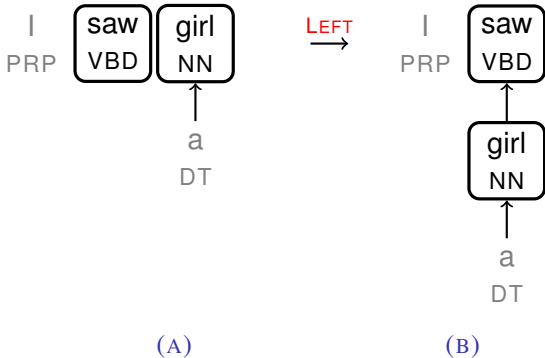 I saw girl LEFT I saw
PRP VBD NN PRP VBD
a girl
DT NN
a
DT
(A) (B)